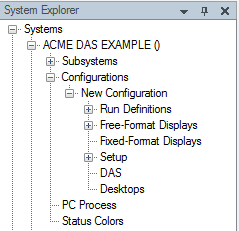 System Explorer
Systems
ACME DAS EXAMPLE ()
Subsystems
Configurations
New Configuration
Run Definitions
Free-Format Displays
Fixed-Format Displays
Setup
DAS
Desktops
PC Process
Status Colors